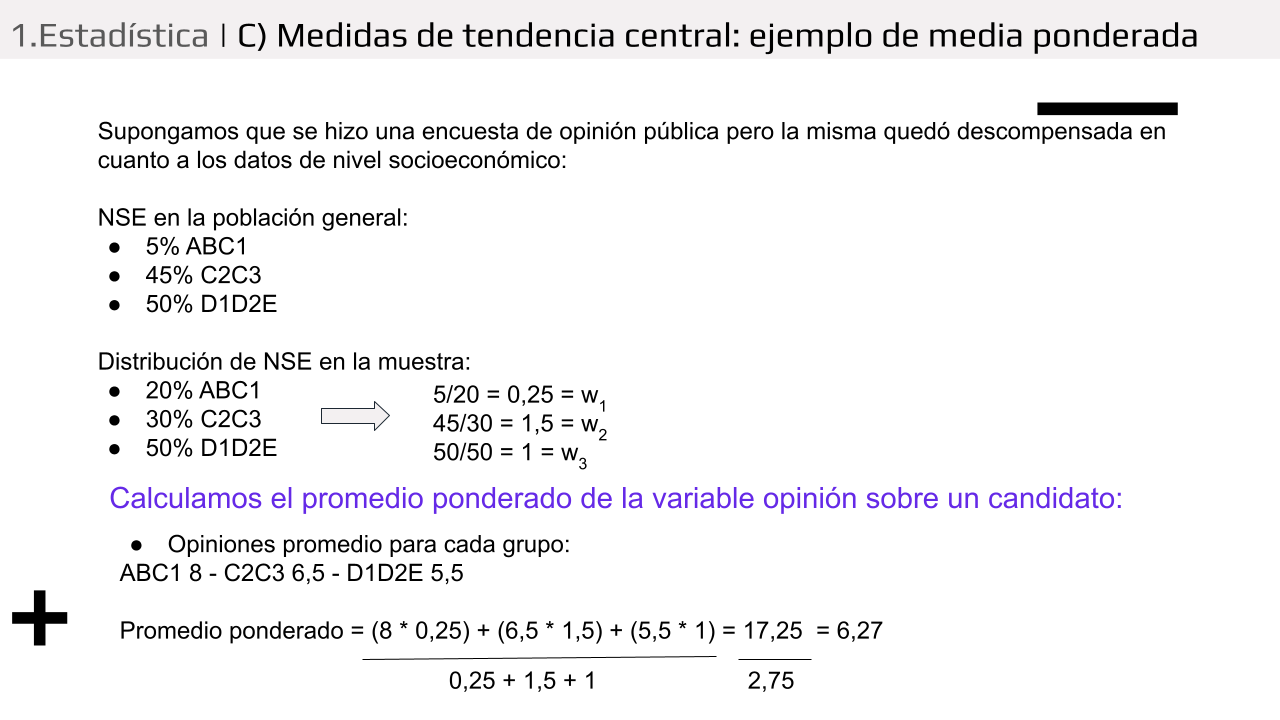 1.Estadística | C) Medidas de tendencia central: ejemplo de media ponderada
Supongamos que se hizo una encuesta de opinión pública pero la misma quedó descompensada en
cuanto a los datos de nivel socioeconómico:
NSE en la población general:
● 5% ABC1
● 45% C2C3
● 50% D1D2E
Distribución de NSE en la muestra:
● 20% ABC1
● 30% C2C3
● 50% D1D2E
5/20 = 0,25 = w1
45/30 = 1,5 = w2
50/50 = 1 = w3
Calculamos el promedio ponderado de la variable opinión sobre un candidato:
● Opiniones promedio para cada grupo:
ABC1 8 - C2C3 6,5 - D1D2E 5,5
Promedio ponderado = (8 * 0,25) + (6,5 * 1,5) + (5,5 * 1) = 17,25 = 6,27
0,25 + 1,5 + 1 2,75